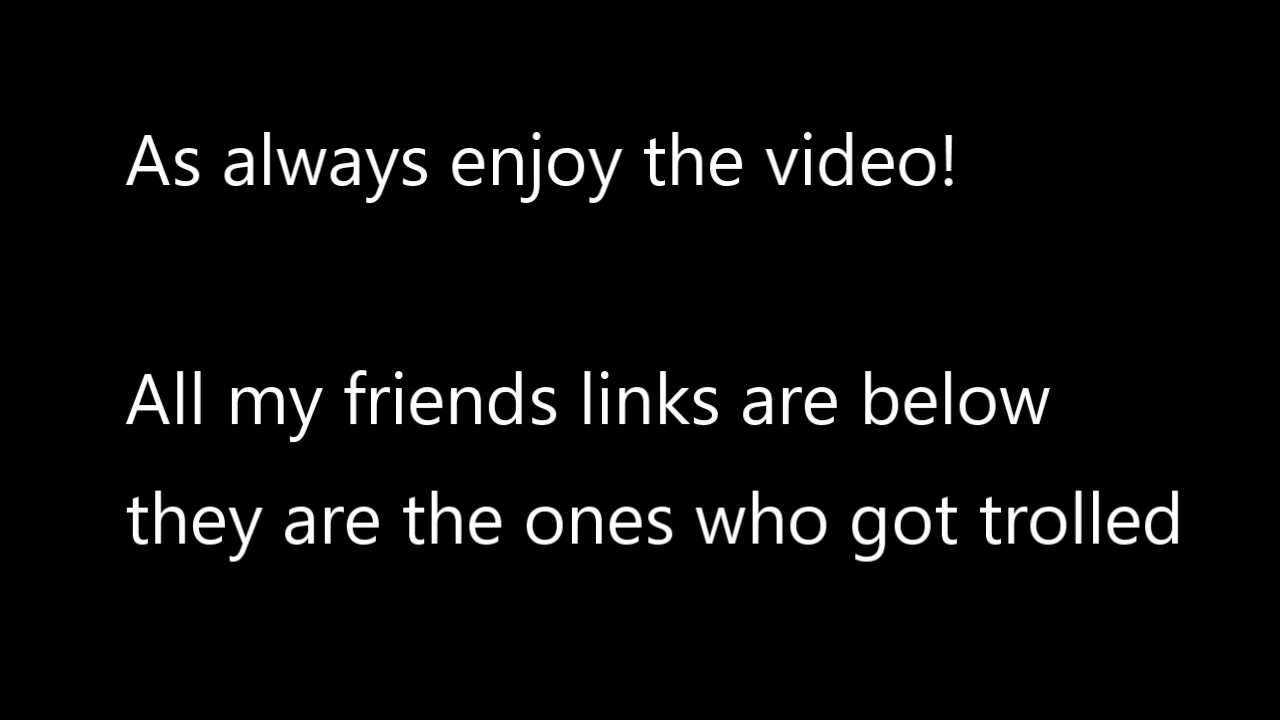 As always enjoy the video!
All my friends links are below
they are the ones who got trolled